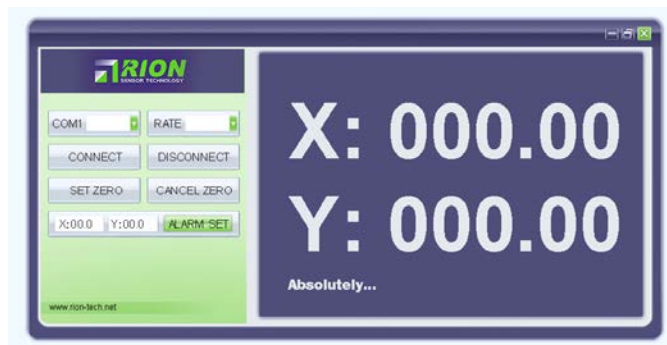 RION
SENSOR TECHNOLOGY
COM1 RATE
CONNECT DISCONNECT
SET ZERO CANCEL ZERO
X:00.0 Y:00.0 ALARM SET
www.rion-tech.net
X: 000.00
Y: 000.00
Absolutely...